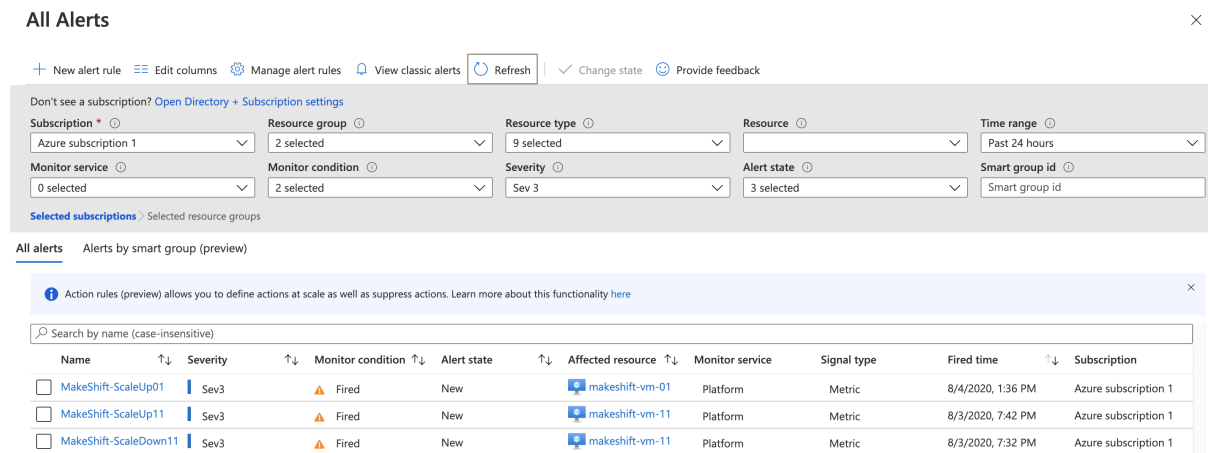 All Alerts
New alert rule Edit columns Manage alert rules View classic alerts Refresh Change state Provide feedback
Don't see a subscription? Open Directory + Subscription settings
Subscription * Resource group Resource type Resource Time range
Azure subscription 1 2 selected 9 selected Past 24 hours
Monitor service Monitor condition Severity Alert state Smart group id
0 selected 2 selected Sev 3 3 selected Smart group id
Selected subscriptions > Selected resource groups
All alerts Alerts by smart group (preview)
Action rules (preview) allows you to define actions at scale as well as suppress actions. Learn more about this functionality here
Search by name (case-insensitive)
Name Severity Monitor condition Alert state Affected resource Monitor service Signal type Fired time Subscription
MakeShift-ScaleUp01 Sev3 Fired New makeshift-vm-01 Platform Metric 8/4/2020, 1:36 PM Azure subscription 1
MakeShift-ScaleUp11 Sev3 Fired New makeshift-vm-11 Platform Metric 8/3/2020, 7:42 PM Azure subscription 1
MakeShift-ScaleDown11 Sev3 Fired New makeshift-vm-11 Platform Metric 8/3/2020, 7:32 PM Azure subscription 1